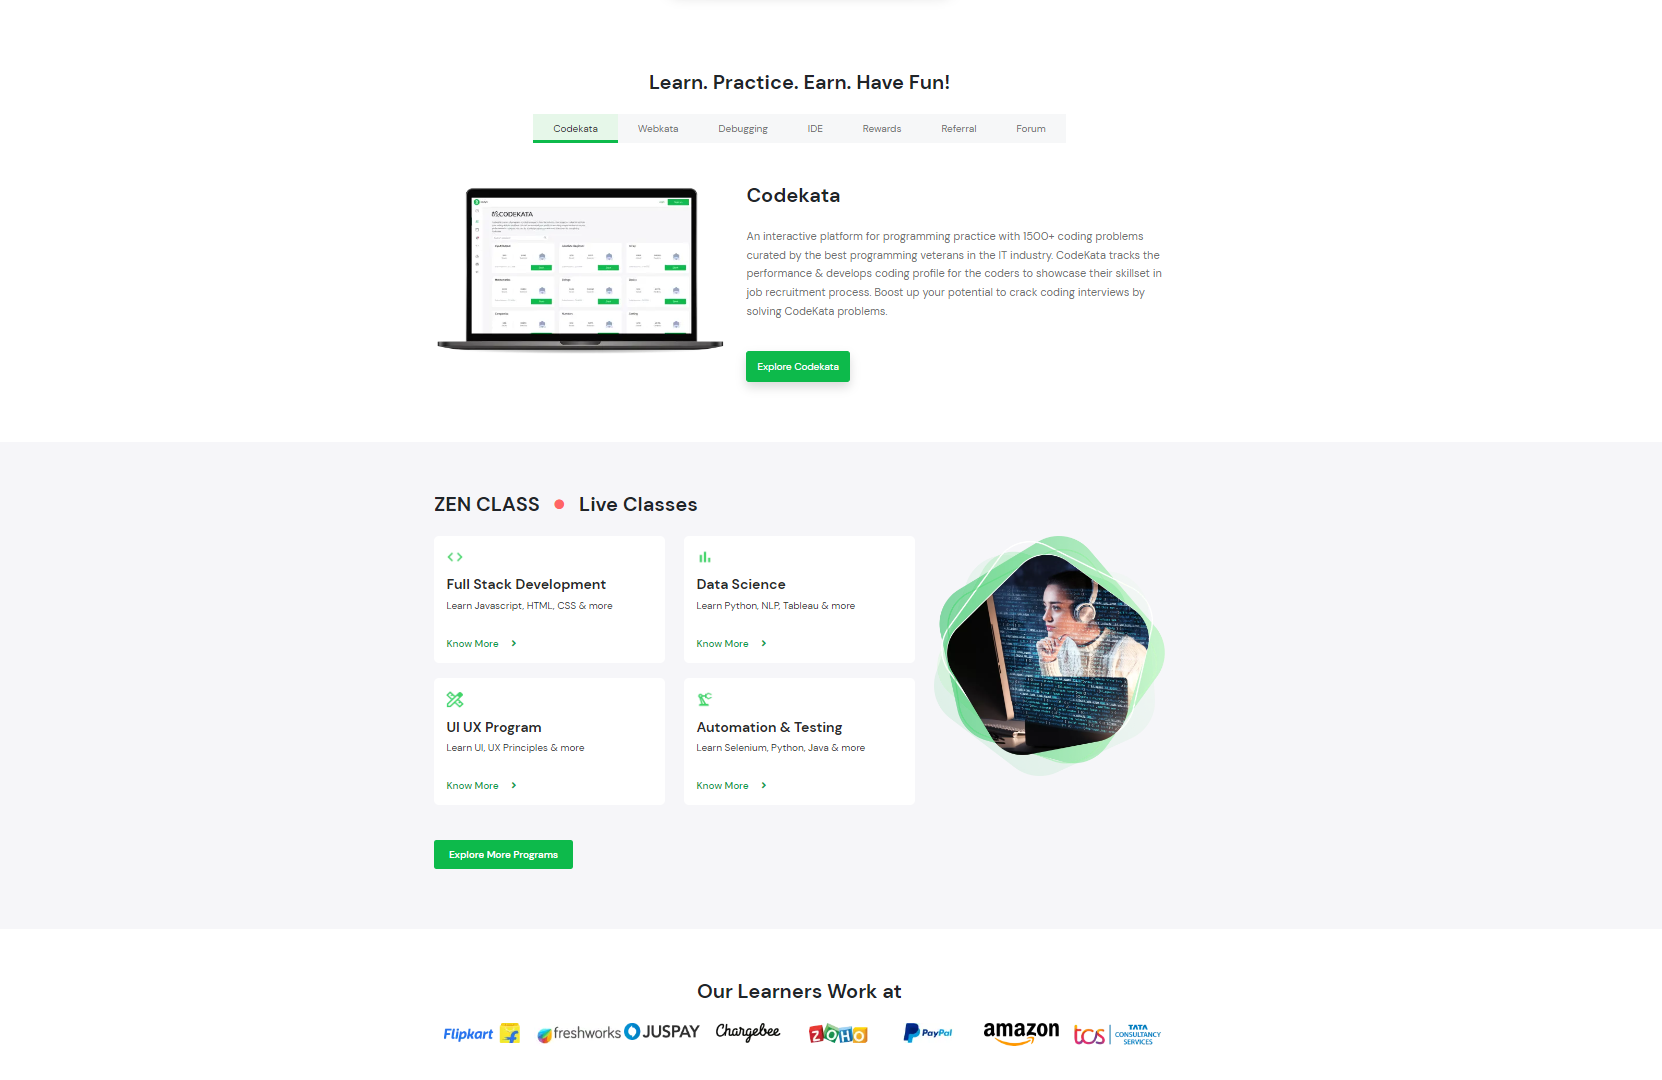 Learn. Practice. Earn. Have Fun!
Codekata Webkata Debugging IDE Rewards Referral Forum
CODEKATA
Codekata
An interactive platform for programming practice with 1500+ coding problems
curated by the best programming veterans in the IT industry. CodeKata tracks the
performance & develops coding profile for the coders to showcase their skillset in
job recruitment process. Boost up your potential to crack coding interviews by
solving CodeKata problems.
Explore Codekata
ZEN CLASS Live Classes
Full Stack Development
Learn Javascript, HTML, CSS & more
Know More
Data Science
Learn Python, NLP, Tableau & more
Know More
UI UX Program
Learn UI, UX Principles & more
Know More
Automation & Testing
Learn Selenium, Python, Java & more
Know More
Explore More Programs
Our Learners Work at
Flipkart freshworks JUSPAY Chargebee ZOHO PayPal amazon tcs TATA CONSULTANCY SERVICES